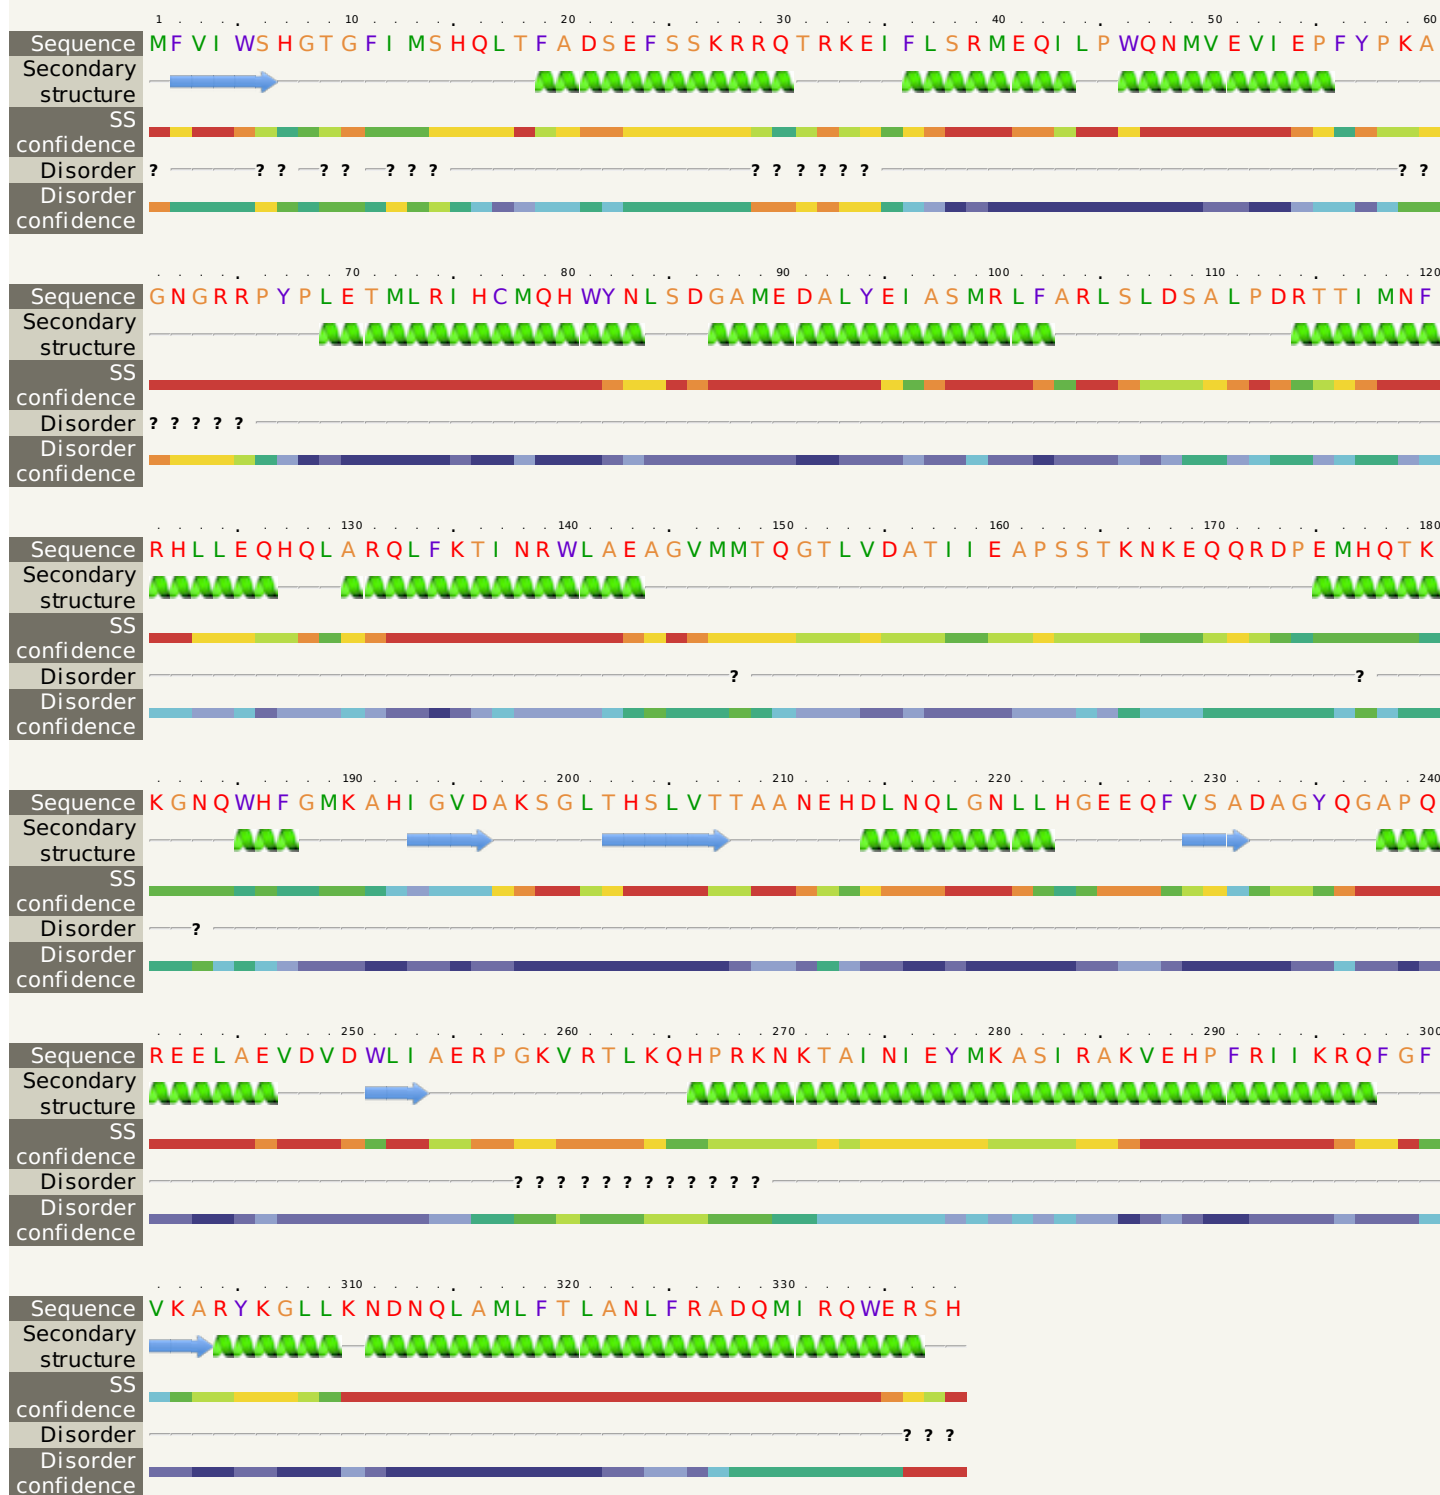 1 10 20 30 40 50 60
Sequence MFVIWSHGTGFIMSHQLTFADSEFSSKRRQTRKEIFLSRMEQILPWQNMVEVIEPFYPKA
Secondary
structure
SS
confidence
Disorder ? ? ? ? ? ? ? ? ? ? ? ? ? ? ? ?
Disorder
confidence
70 80 90 100 110 120
Sequence GNGRRPYPLETMLRIHCMQHWYNLSDGAMEDALYEIASMRLFARLSLDSALPDRTTIMNF
Secondary
structure
SS
confidence
Disorder ? ? ? ? ?
Disorder
confidence
130 140 150 160 170 180
Sequence RHLLEQHQLARQLFKTINRWLAEAGVMMTQGTLVDATIIEAPSSTKNKEQQRDPEMHQTK
Secondary
structure
SS
confidence
Disorder ? ?
Disorder
confidence
190 200 210 220 230 240
Sequence KGNQWHFGMKAHIGVDAKSGLTHSLVTTAANEHDLNQLGNLLHGEEQFVSADAGYQGAPQ
Secondary
structure
SS
confidence
Disorder ?
Disorder
confidence
250 260 270 280 290 300
Sequence REELAEVDVDWLIAERPGKVRTLKQHPRKNKTAINIEYMKASIRAKVEHPFRIIKRQFGF
Secondary
structure
SS
confidence
Disorder ? ? ? ? ? ? ? ? ? ? ? ?
Disorder
confidence
310 320 330
Sequence VKARYKGLLKNDNQLAMLFTLANLFRADQMIRQWERSH
Secondary
structure
SS
confidence
Disorder ? ? ?
Disorder
confidence